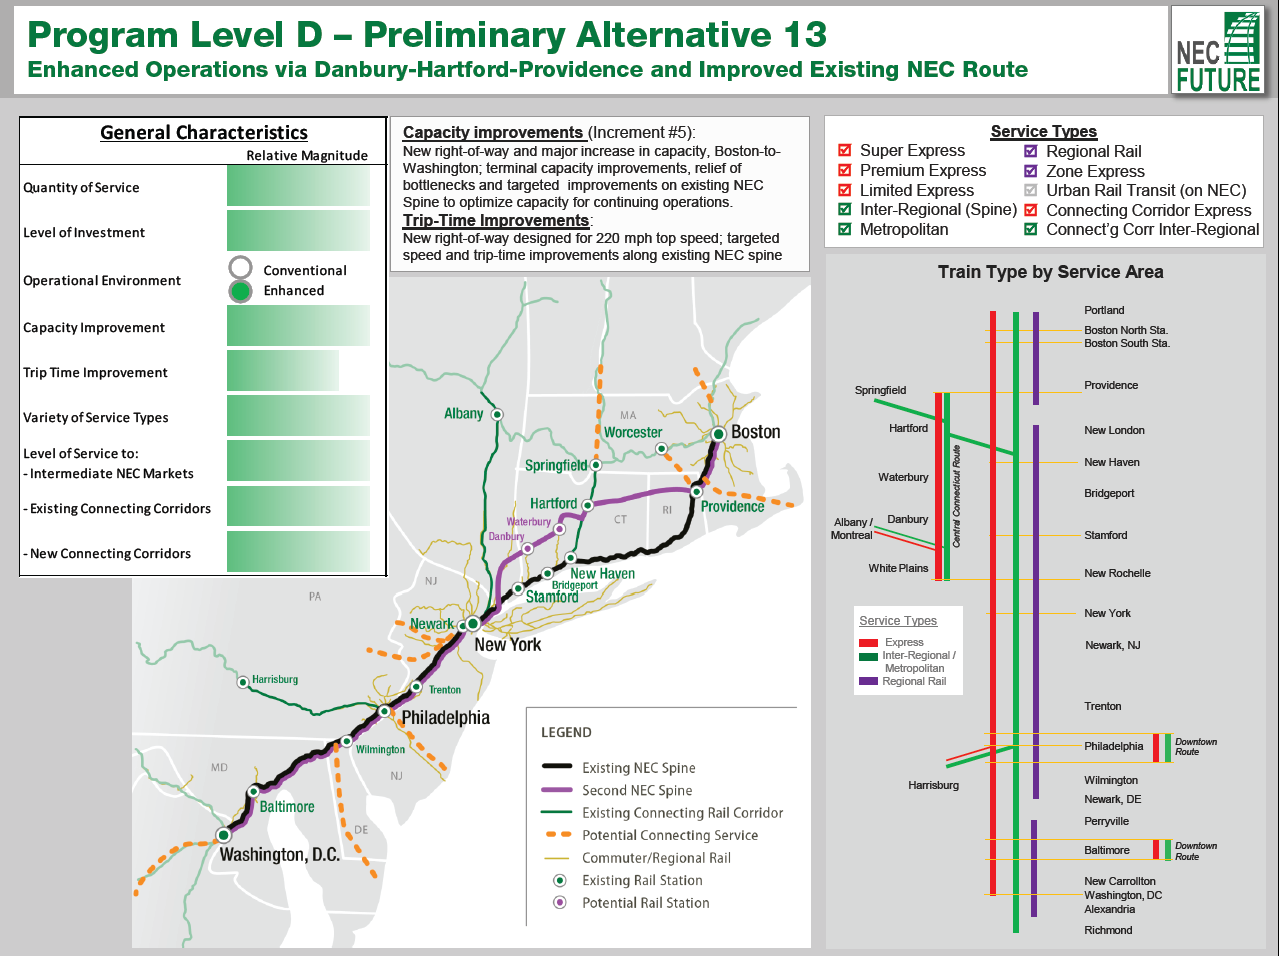 Program Level D – Preliminary Alternative 13
Enhanced Operations via Danbury-Hartford-Providence and Improved Existing NEC Route
NEC
FUTURE
General Characteristics
Relative Magnitude
Quantity of Service
Level of Investment
Operational Environment
Conventional
Enhanced
Capacity Improvement
Trip Time Improvement
Variety of Service Types
Level of Service to:
- Intermediate NEC Markets
- Existing Connecting Corridors
- New Connecting Corridors
Capacity improvements (Increment #5):
New right-of-way and major increase in capacity, Boston-to-
Washington; terminal capacity improvements, relief of
bottlenecks and targeted improvements on existing NEC
Spine to optimize capacity for continuing operations.
Trip-Time Improvements:
New right-of-way designed for 220 mph top speed; targeted
speed and trip-time improvements along existing NEC spine
Service Types
Super Express
Premium Express
Limited Express
Inter-Regional (Spine)
Metropolitan
Regional Rail
Zone Express
Urban Rail Transit (on NEC)
Connecting Corridor Express
Connect'g Corr Inter-Regional
Albany
MA
Worcester
Boston
Springfield
Hartford
Providence
RI
CT
Waterbury
Danbury
New Haven
Bridgeport
Stamford
NJ
PA
Newark
New York
Harrisburg
Trenton
Philadelphia
Wilmington
MD
NJ
Baltimore
DE
Washington, D.C.
LEGEND
Existing NEC Spine
Second NEC Spine
Existing Connecting Rail Corridor
Potential Connecting Service
Commuter/Regional Rail
Existing Rail Station
Potential Rail Station
Train Type by Service Area
Portland
Boston North Sta.
Boston South Sta.
Providence
New London
New Haven
Bridgeport
Stamford
New Rochelle
New York
Newark, NJ
Trenton
Philadelphia
Wilmington
Newark, DE
Perryville
Baltimore
New Carrollton
Washington, DC
Alexandria
Richmond
Springfield
Hartford
Waterbury
Danbury
Albany /
Montreal
White Plains
Central Connecticut Route
Service Types
Express
Inter-Regional /
Metropolitan
Regional Rail
Harrisburg
Downtown
Route
Downtown
Route